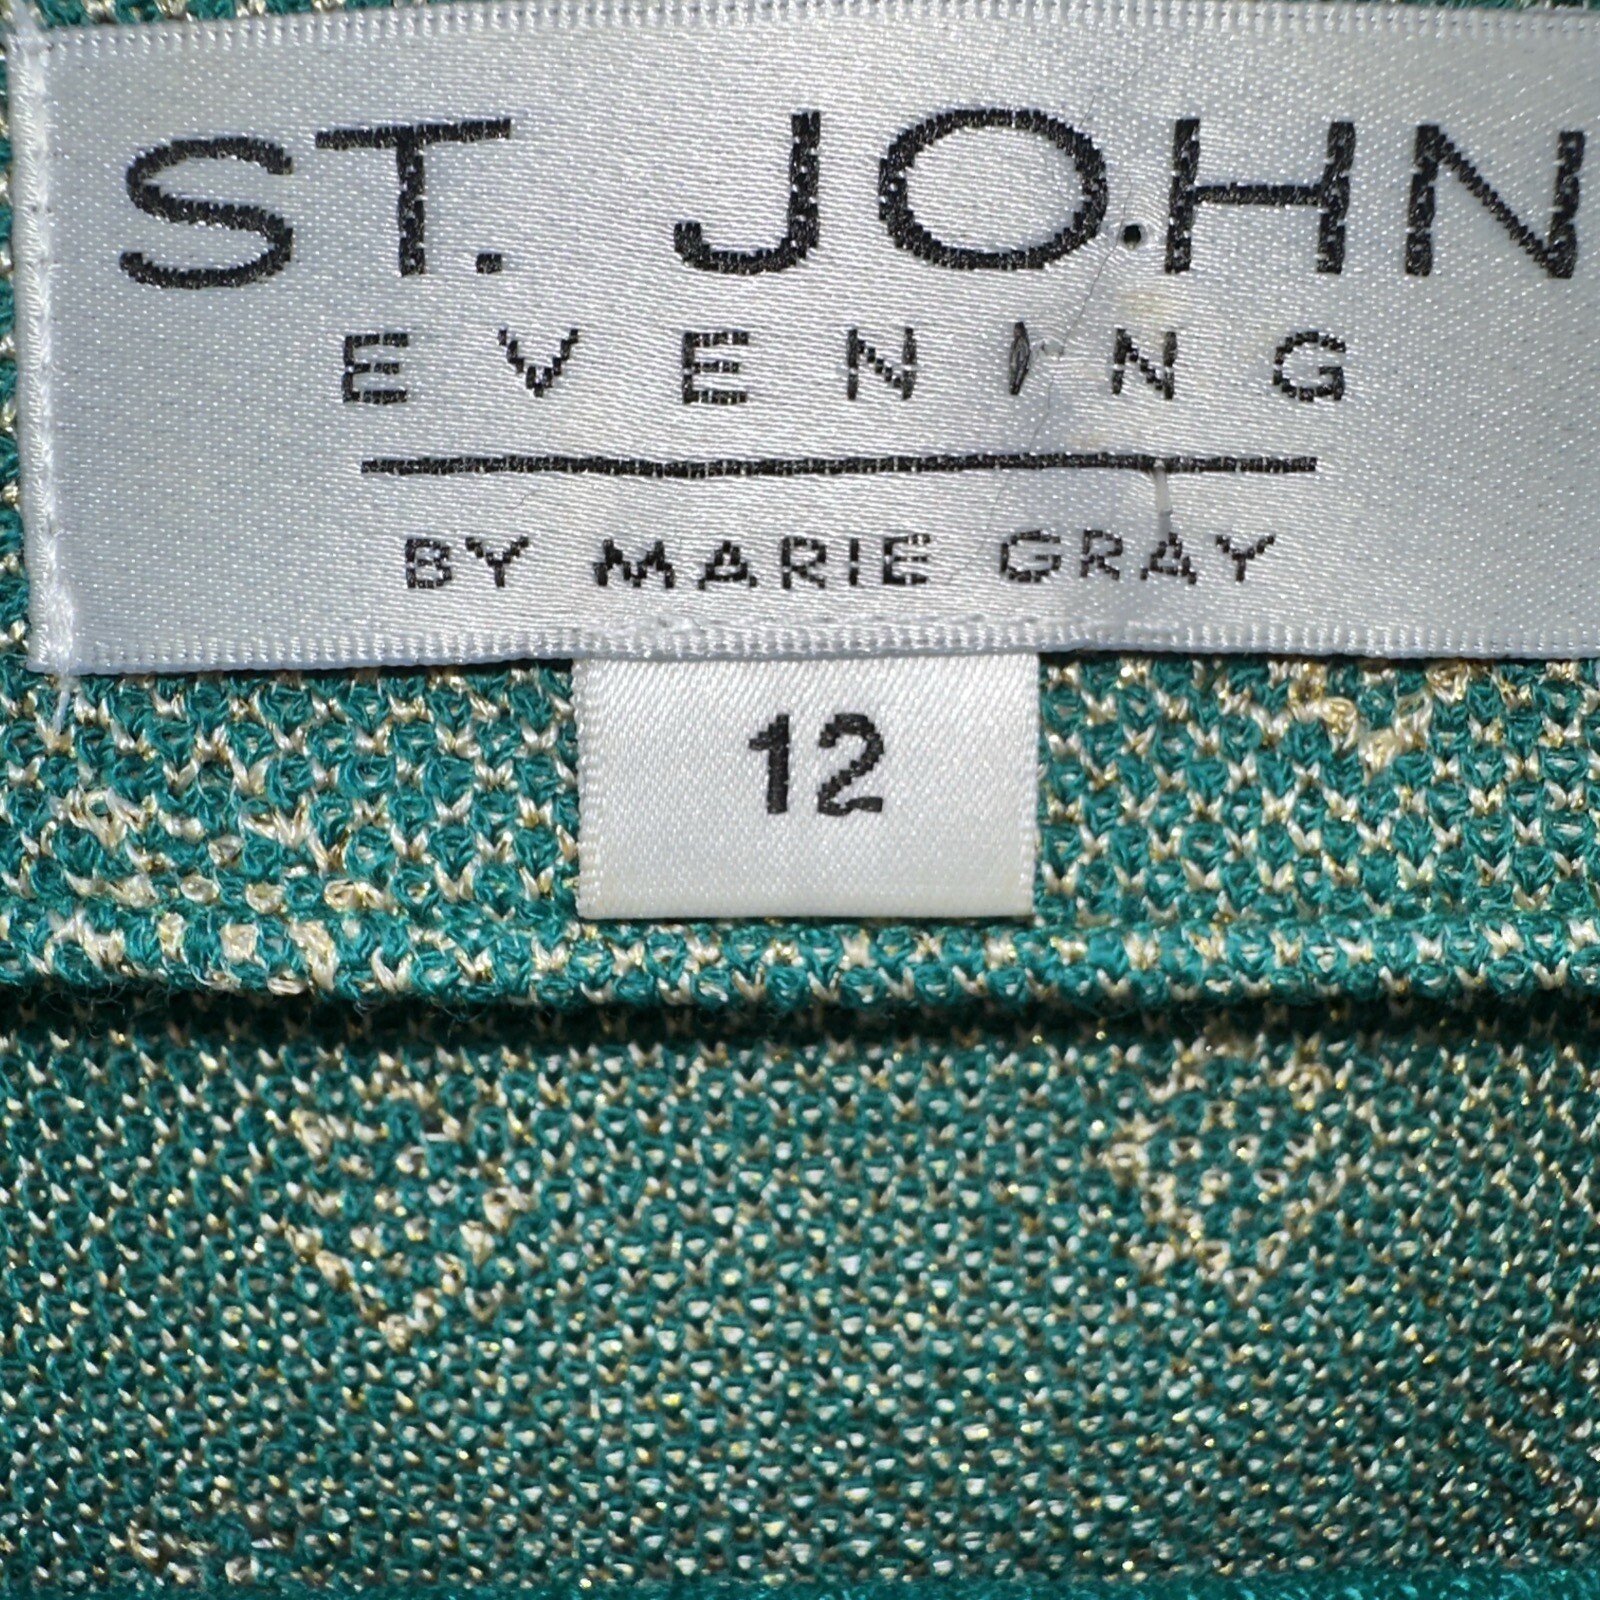 ST. JOHN
EVENING
BY MARIE GRAY
12